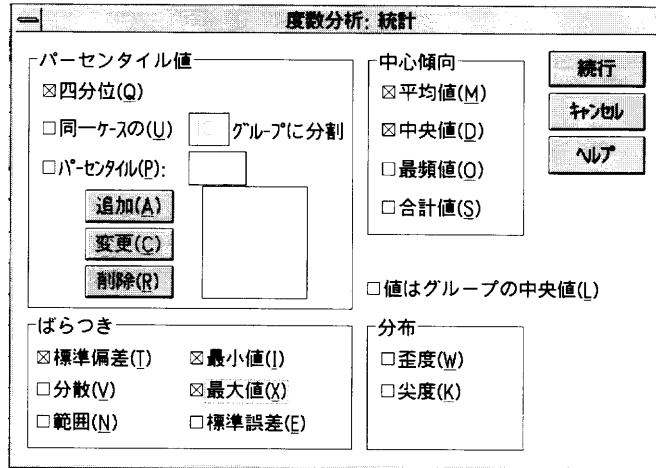 度数分析: 統計
パーセンタイル値
☒四分位(Q)
□同一ケースの(U) 10 グループに分割
□パーセンタイル(P):
追加(A)
変更(C)
削除(R)
中心傾向
☒平均値(M)
☒中央値(D)
□最頻値(O)
□合計値(S)
続行
キャンセル
ヘルプ
□値はグループの中央値(L)
ばらつき
☒標準偏差(T) ☒最小値(I)
□分散(V) ☒最大値(X)
□範囲(N) □標準誤差(E)
分布
□歪度(W)
□尖度(K)